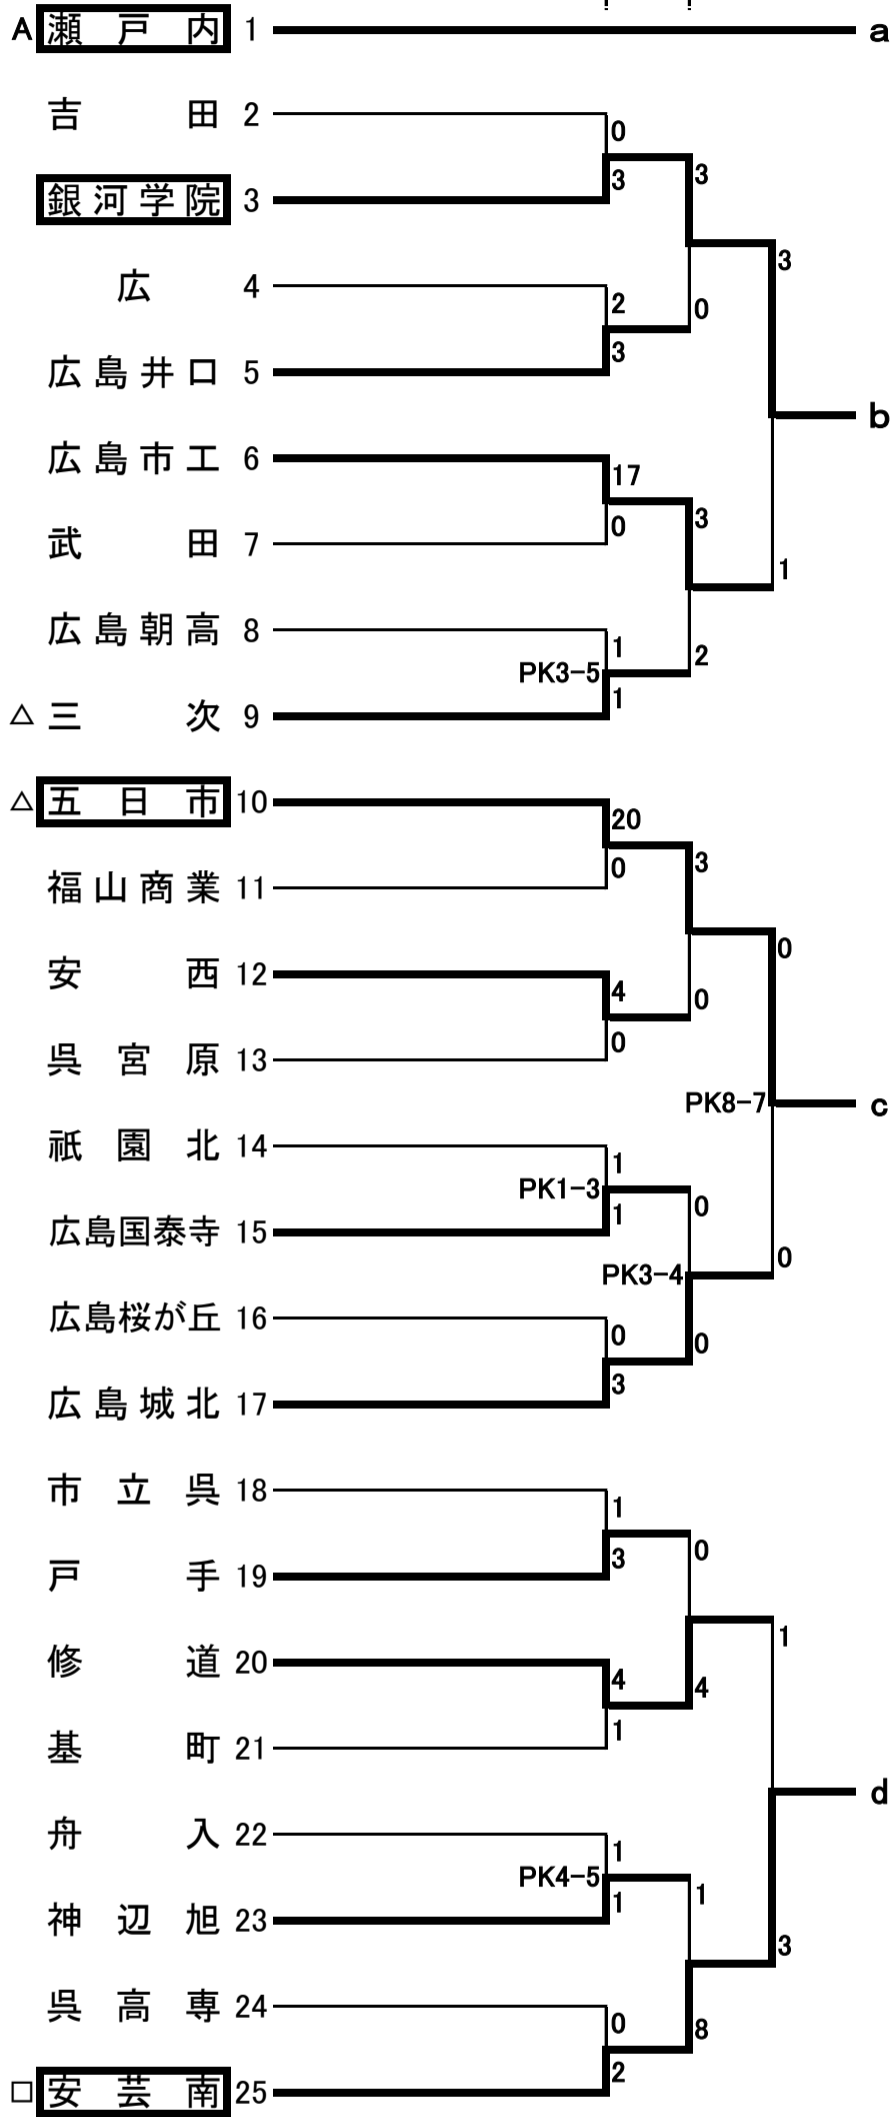 A 瀬戸内 1 a
吉田 2
0
3
3
銀河学院 3
3
広 4
2
0
3
広島井口 5
b
広島市工 6
17
3
0
武田 7
1
広島朝高 8
1
2
PK3-5
1
△ 三次 9
△ 五日市 10
20
3
0
福山商業 11
0
安西 12
4
0
0
呉宮原 13
PK8-7
c
祇園北 14
1
PK1-3
0
1
広島国泰寺 15
0
PK3-4
広島桜が丘 16
0
0
3
広島城北 17
市立呉 18
1
0
3
戸手 19
1
修道 20
4
4
1
基町 21
d
舟入 22
1
PK4-5
1
1
神辺旭 23
3
呉高専 24
0
8
2
□ 安芸南 25